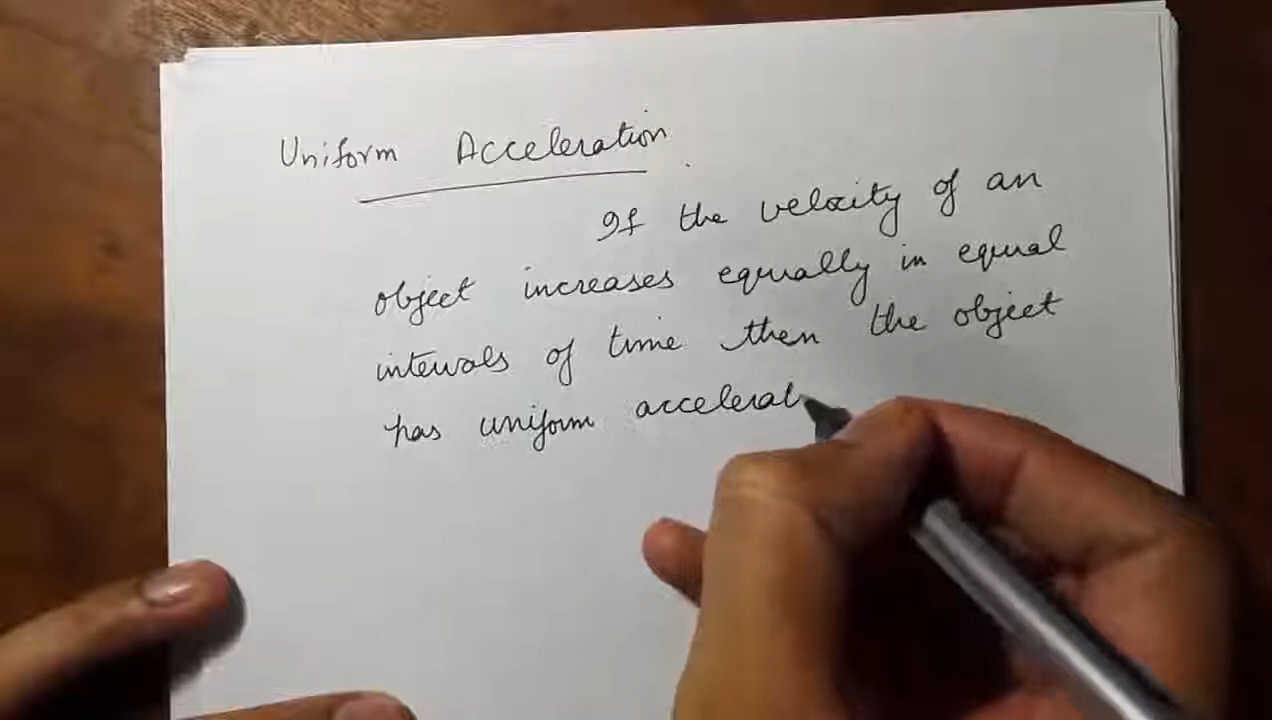 Uniform Acceleration
If the velocity of an
object increases equally in equal
intervals of time then the object
has uniform accelerat